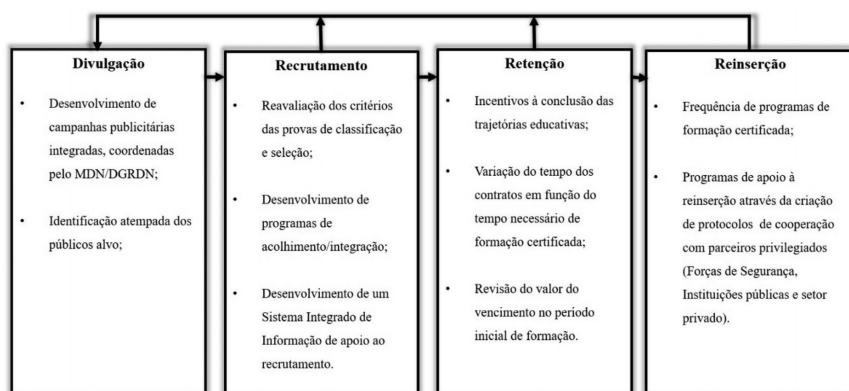 Divulgação
• Desenvolvimento de
campanhas publicitárias
integradas, coordenadas
pelo MDN/DGRDN;
• Identificação atempada dos
públicos alvo;
Recrutamento
• Reavaliação dos critérios
das provas de classificação
e seleção;
• Desenvolvimento de
programas de
acolhimento/integração;
• Desenvolvimento de um
Sistema Integrado de
Informação de apoio ao
recrutamento.
Retenção
• Incentivos à conclusão das
trajetórias educativas;
• Variação do tempo dos
contratos em função do
tempo necessário de
formação certificada;
• Revisão do valor do
vencimento no período
inicial de formação.
Reinserção
• Frequência de programas de
formação certificada;
• Programas de apoio à
reinserção através da criação
de protocolos de cooperação
com parceiros privilegiados
(Forças de Segurança,
Instituições públicas e setor
privado).